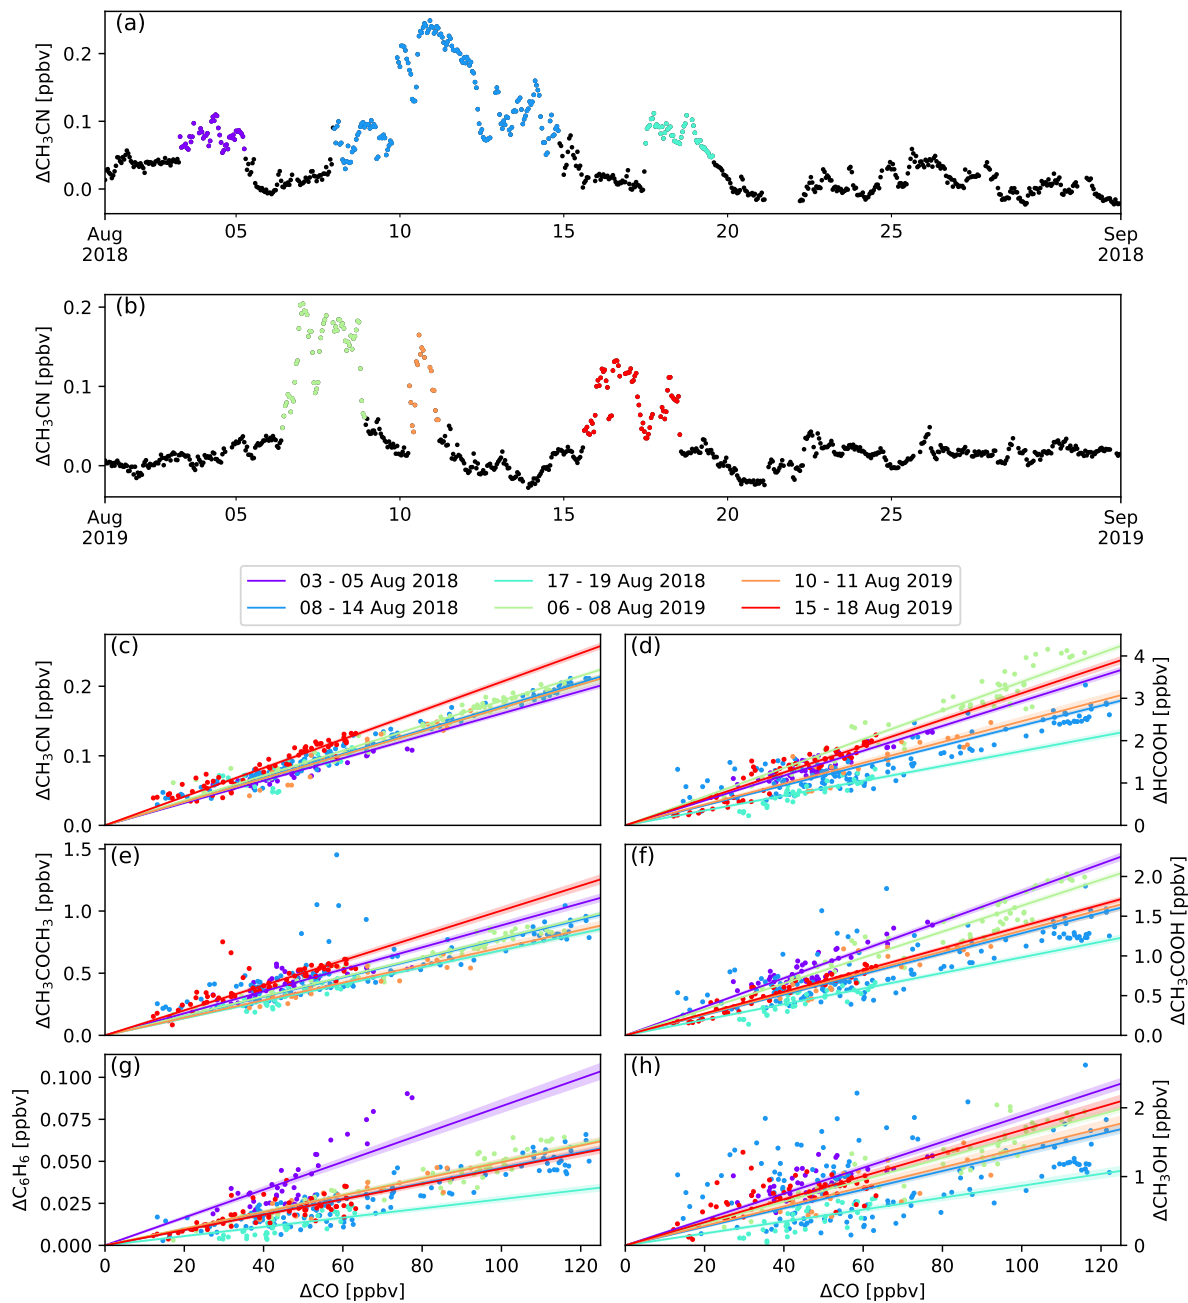 (a)
ΔCH₃CN [ppbv]
0.2
0.1
0.0
Aug
2018
05
10
15
20
25
Sep
2018
(b)
ΔCH₃CN [ppbv]
0.2
0.1
0.0
Aug
2019
05
10
15
20
25
Sep
2019
03 - 05 Aug 2018
17 - 19 Aug 2018
10 - 11 Aug 2019
08 - 14 Aug 2018
06 - 08 Aug 2019
15 - 18 Aug 2019
(c)
ΔCH₃CN [ppbv]
0.2
0.1
0.0
(d)
4
3
2
1
0
ΔHCOOH [ppbv]
(e)
ΔCH₃COCH₃ [ppbv]
1.5
1.0
0.5
0.0
(f)
2.0
1.5
1.0
0.5
0.0
ΔCH₃COOH [ppbv]
(g)
ΔC₆H₆ [ppbv]
0.100
0.075
0.050
0.025
0.000
0 20 40 60 80 100 120
ΔCO [ppbv]
(h)
2
1
0
ΔCH₃OH [ppbv]
0 20 40 60 80 100 120
ΔCO [ppbv]